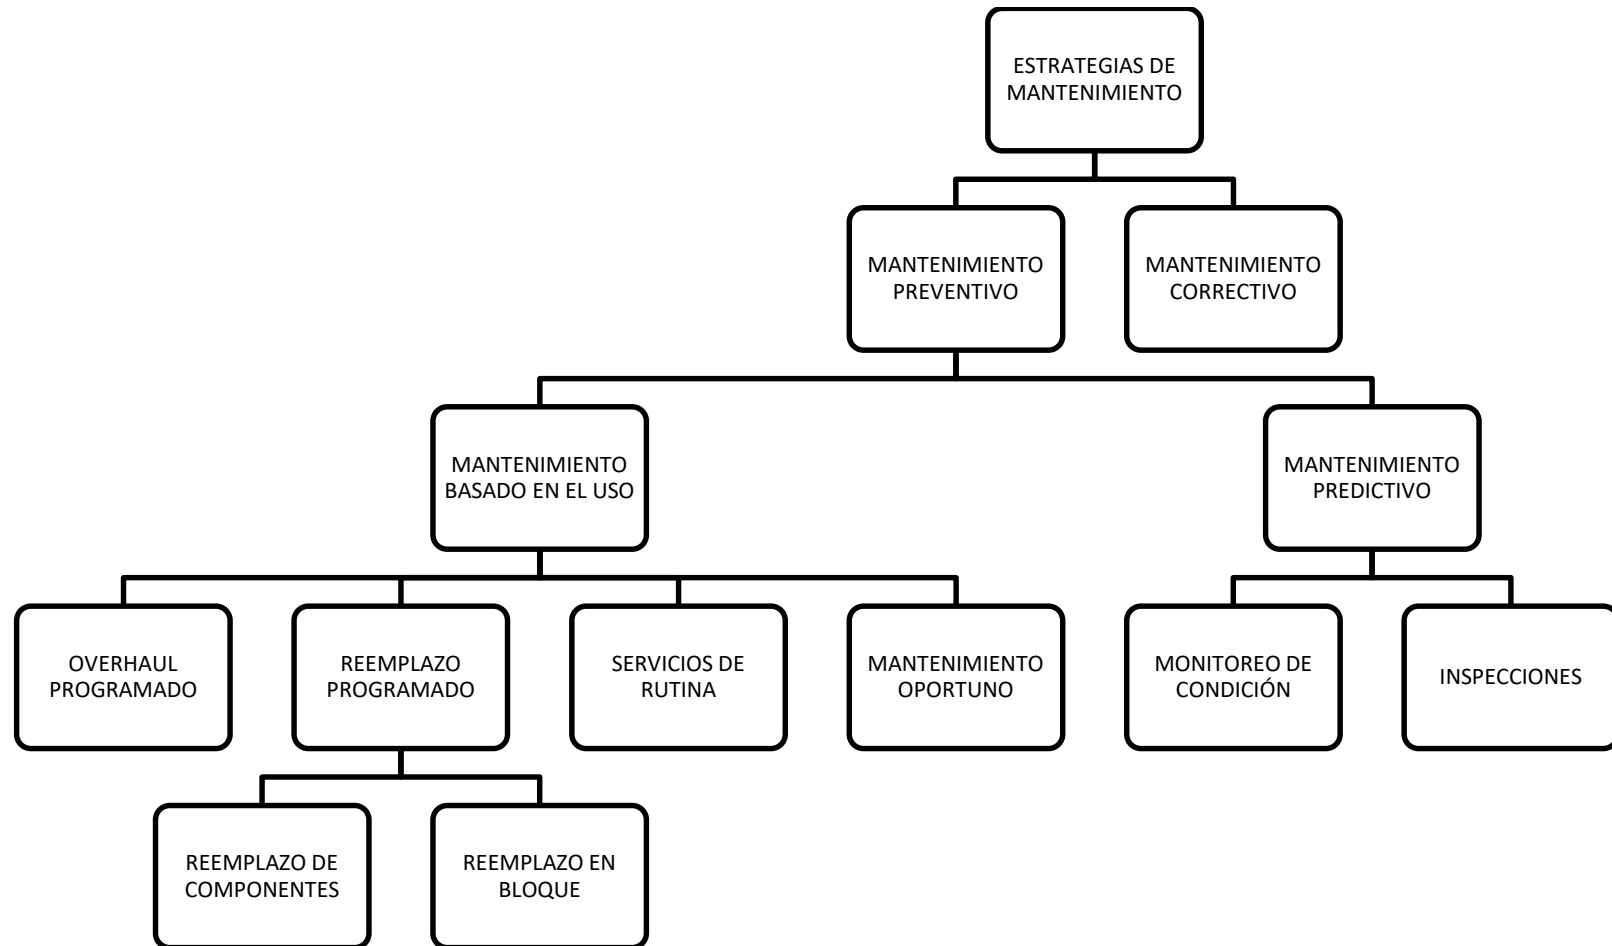 ESTRATEGIAS DE
MANTENIMIENTO
MANTENIMIENTO
PREVENTIVO
MANTENIMIENTO
CORRECTIVO
MANTENIMIENTO
BASADO EN EL USO
MANTENIMIENTO
PREDICTIVO
OVERHAUL
PROGRAMADO
REEMPLAZO
PROGRAMADO
SERVICIOS DE
RUTINA
MANTENIMIENTO
OPORTUNO
MONITOREO DE
CONDICIÓN
INSPECCIONES
REEMPLAZO DE
COMPONENTES
REEMPLAZO EN
BLOQUE